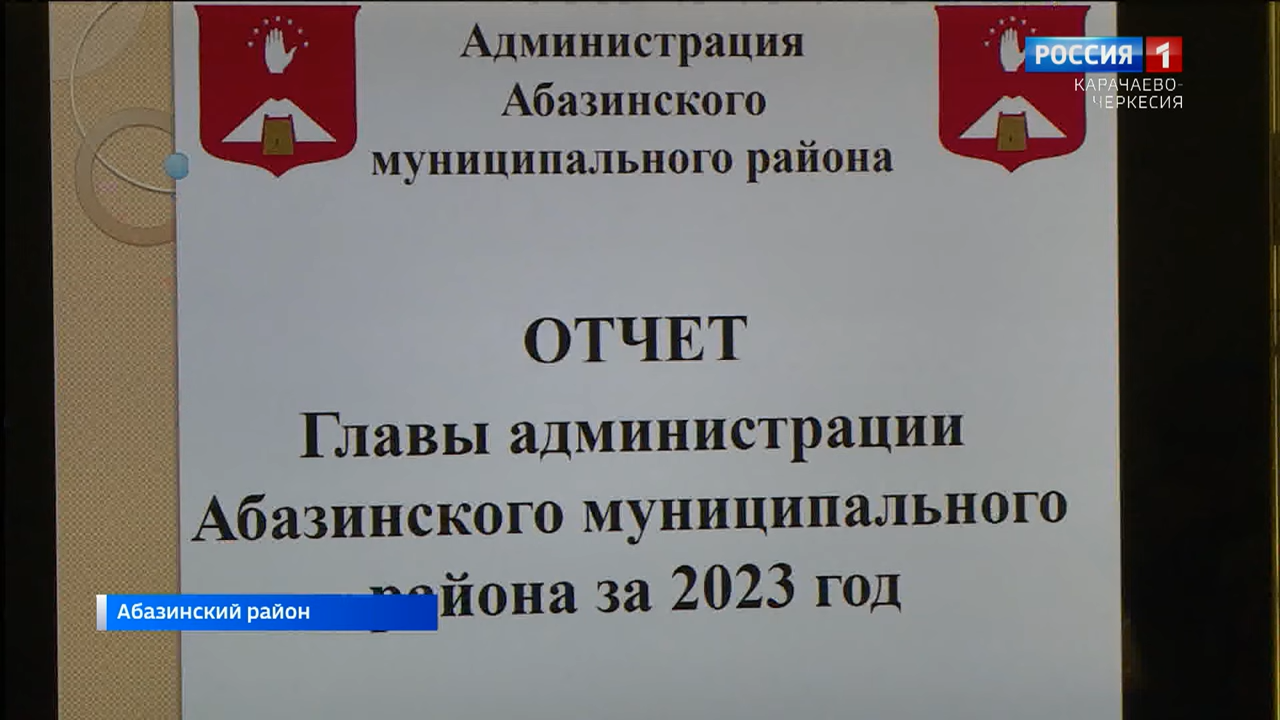 Администрация
Абазинского
муниципального района
РОССИЯ 1
КАРАЧАЕВО-
ЧЕРКЕСИЯ
ОТЧЕТ
Главы администрации
Абазинского муниципального
района за 2023 год
Абазинский район